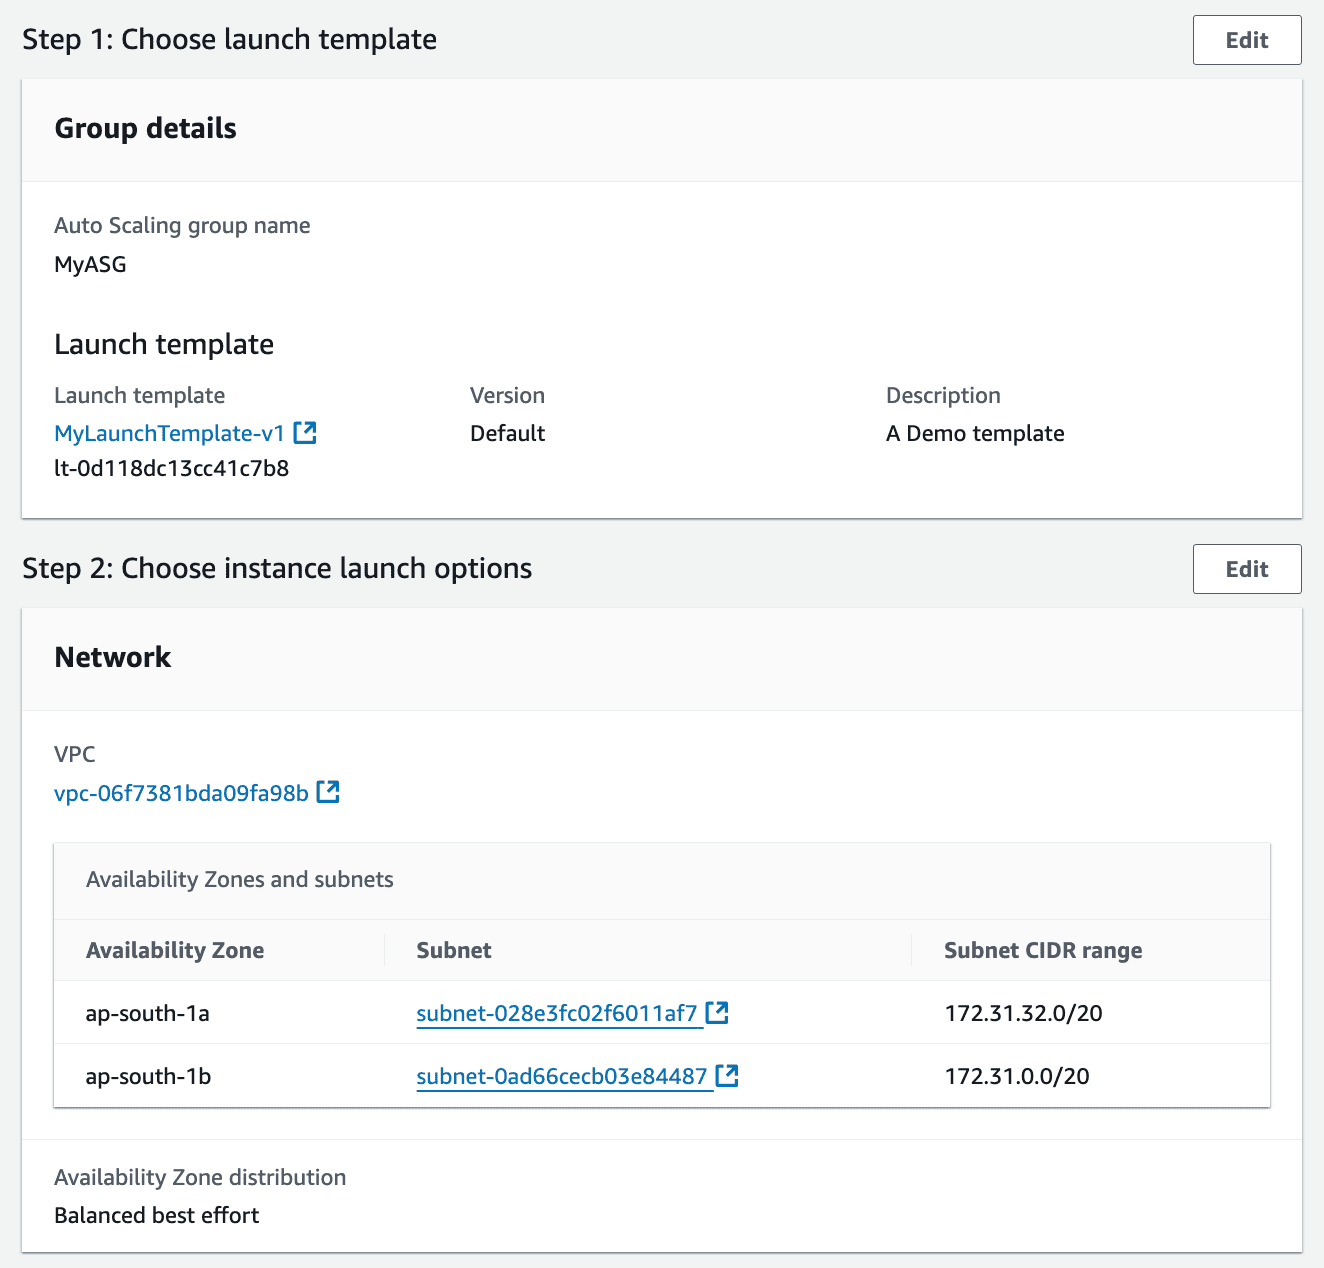 Step 1: Choose launch template
Edit
Group details
Auto Scaling group name
MyASG
Launch template
Launch template Version Description
MyLaunchTemplate-v1 Default A Demo template
lt-0d118dc13cc41c7b8
Step 2: Choose instance launch options
Edit
Network
VPC
vpc-06f7381bda09fa98b
Availability Zones and subnets
Availability Zone Subnet Subnet CIDR range
ap-south-1a subnet-028e3fc02f6011af7 172.31.32.0/20
ap-south-1b subnet-0ad66cecb03e84487 172.31.0.0/20
Availability Zone distribution
Balanced best effort